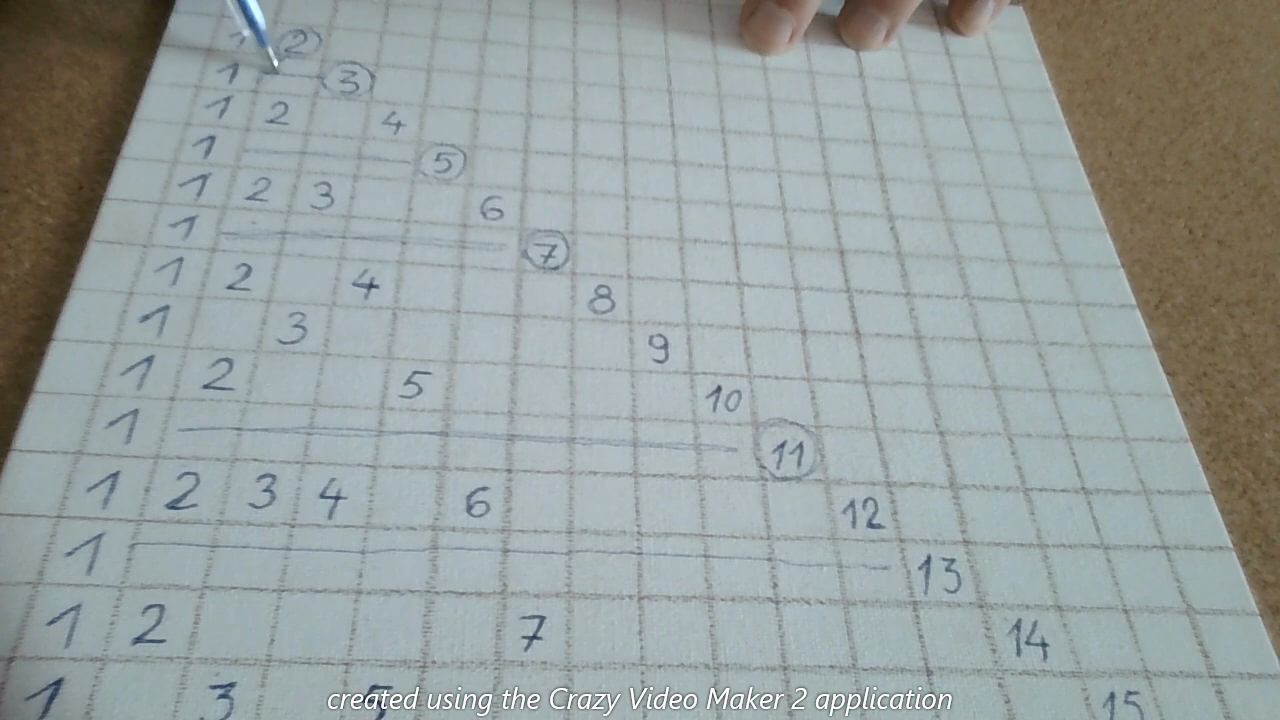 1 2
1 3
1 2 4
1 5
1 2 3 6
1 7
1 2 4 8
1 3 9
1 2 5 10
1 11
1 2 3 4 6 12
1 13
1 2 7 14
1 3 5 15
created using the Crazy Video Maker 2 application